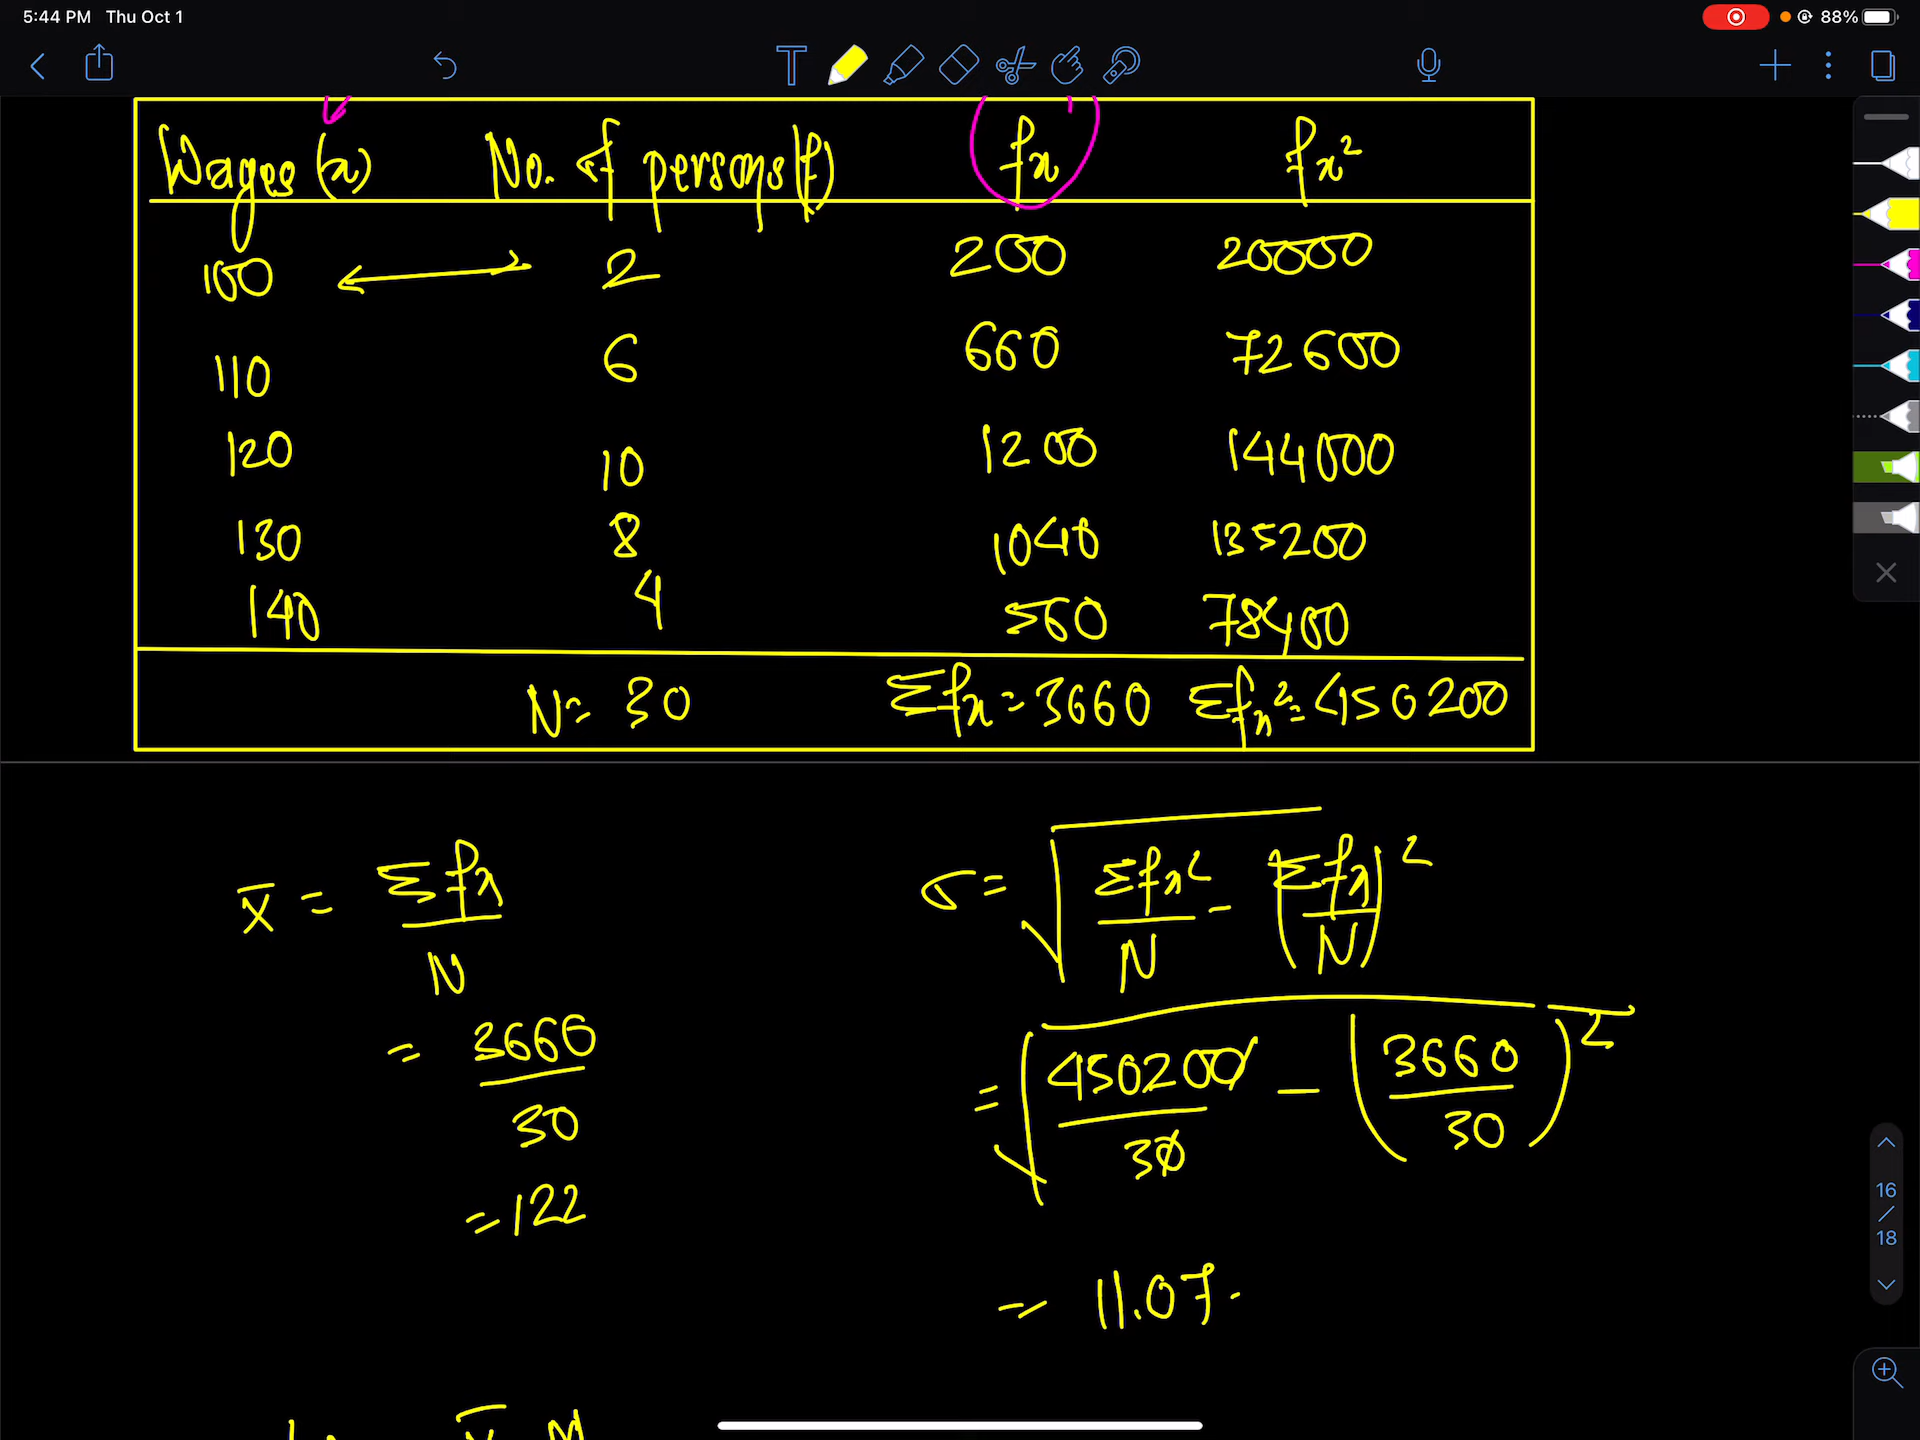 5:44 PM Thu Oct 1
88%
Wages (x) No. of persons (f) fx fx²
100 2 200 20000
110 6 660 72600
120 10 1200 144000
130 8 1040 135200
140 4 560 78400
N = 30 Σfx = 3660 Σfx² = 450200
x̄ = Σfx / N
= 3660 / 30
= 122
σ = √(Σfx² / N - (Σfx / N)²)
= √(450200 / 30 - (3660 / 30)²)
= 11.07.
16
/
18